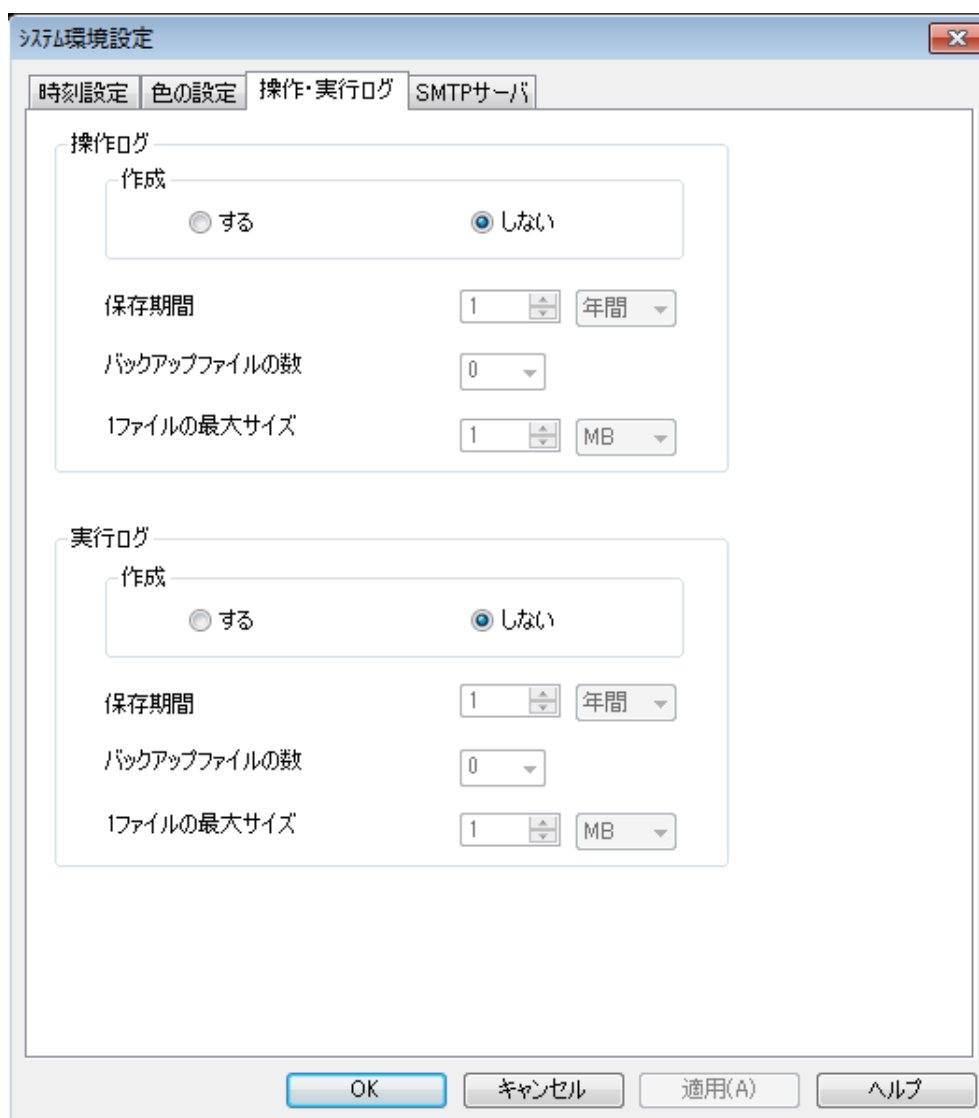 システム環境設定
時刻設定 色の設定 操作・実行ログ SMTPサーバ
操作ログ
作成
する しない
保存期間 1 年間
バックアップファイルの数 0
1ファイルの最大サイズ 1 MB
実行ログ
作成
する しない
保存期間 1 年間
バックアップファイルの数 0
1ファイルの最大サイズ 1 MB
OK キャンセル 適用(A) ヘルプ